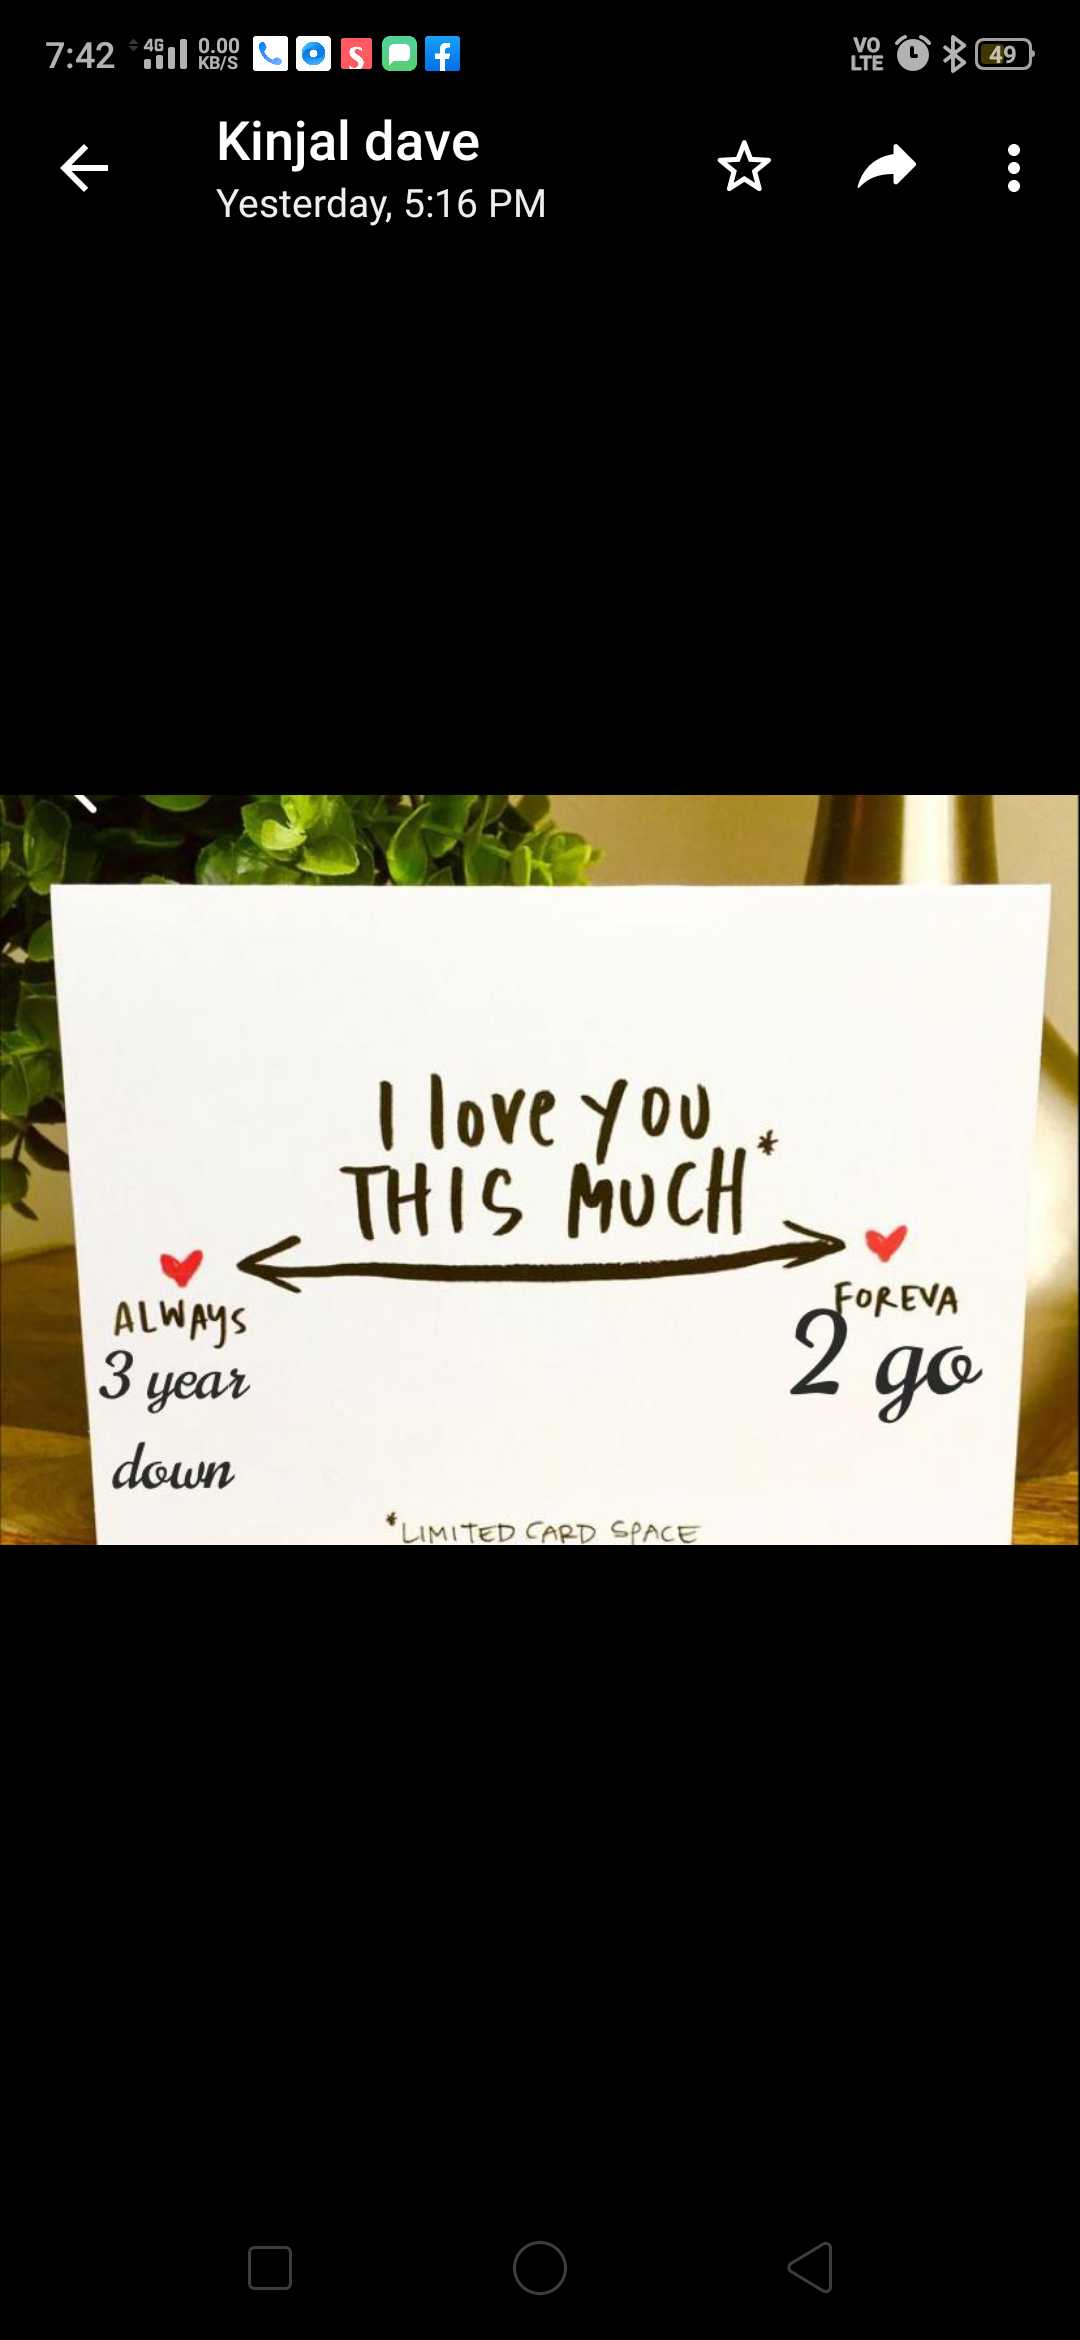 7:42 4G 0.00 KB/S VO LTE 49
Kinjal dave
Yesterday, 5:16 PM
I love you
THIS MUCH*
ALWAYS
FOREVA
3 year
2 go
down
*LIMITED CARD SPACE